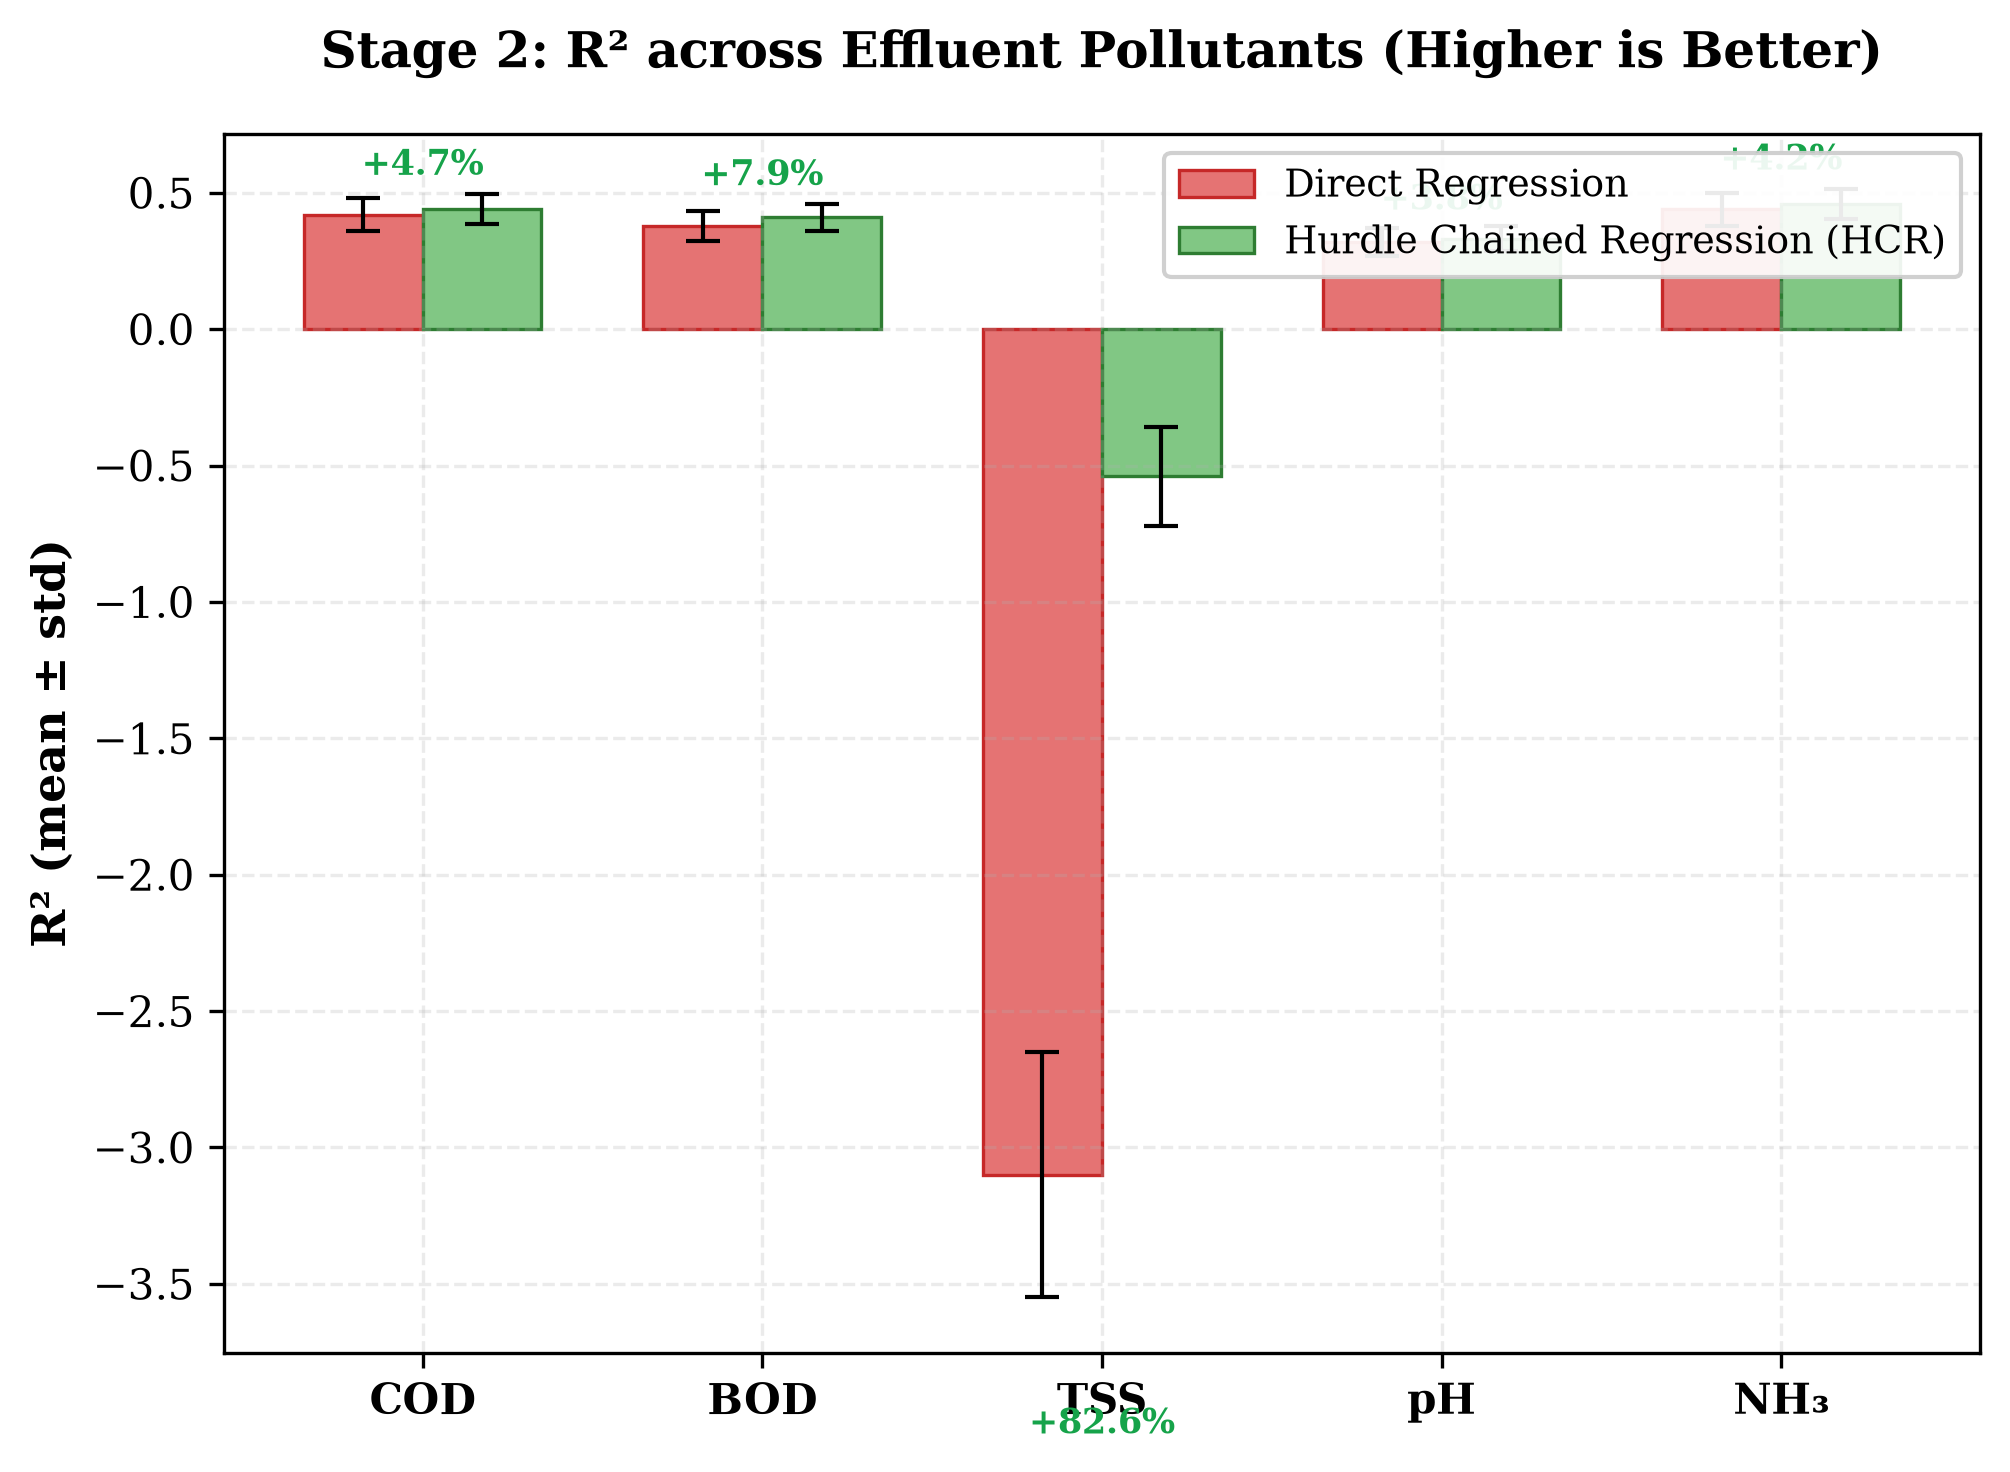 Stage 2: R² across Effluent Pollutants (Higher is Better)
+4.7%
+7.9%
+4.2%
Direct Regression
Hurdle Chained Regression (HCR)
R² (mean ± std)
0.5
0.0
−0.5
−1.0
−1.5
−2.0
−2.5
−3.0
−3.5
COD
BOD
TSS
pH
NH₃
+82.6%